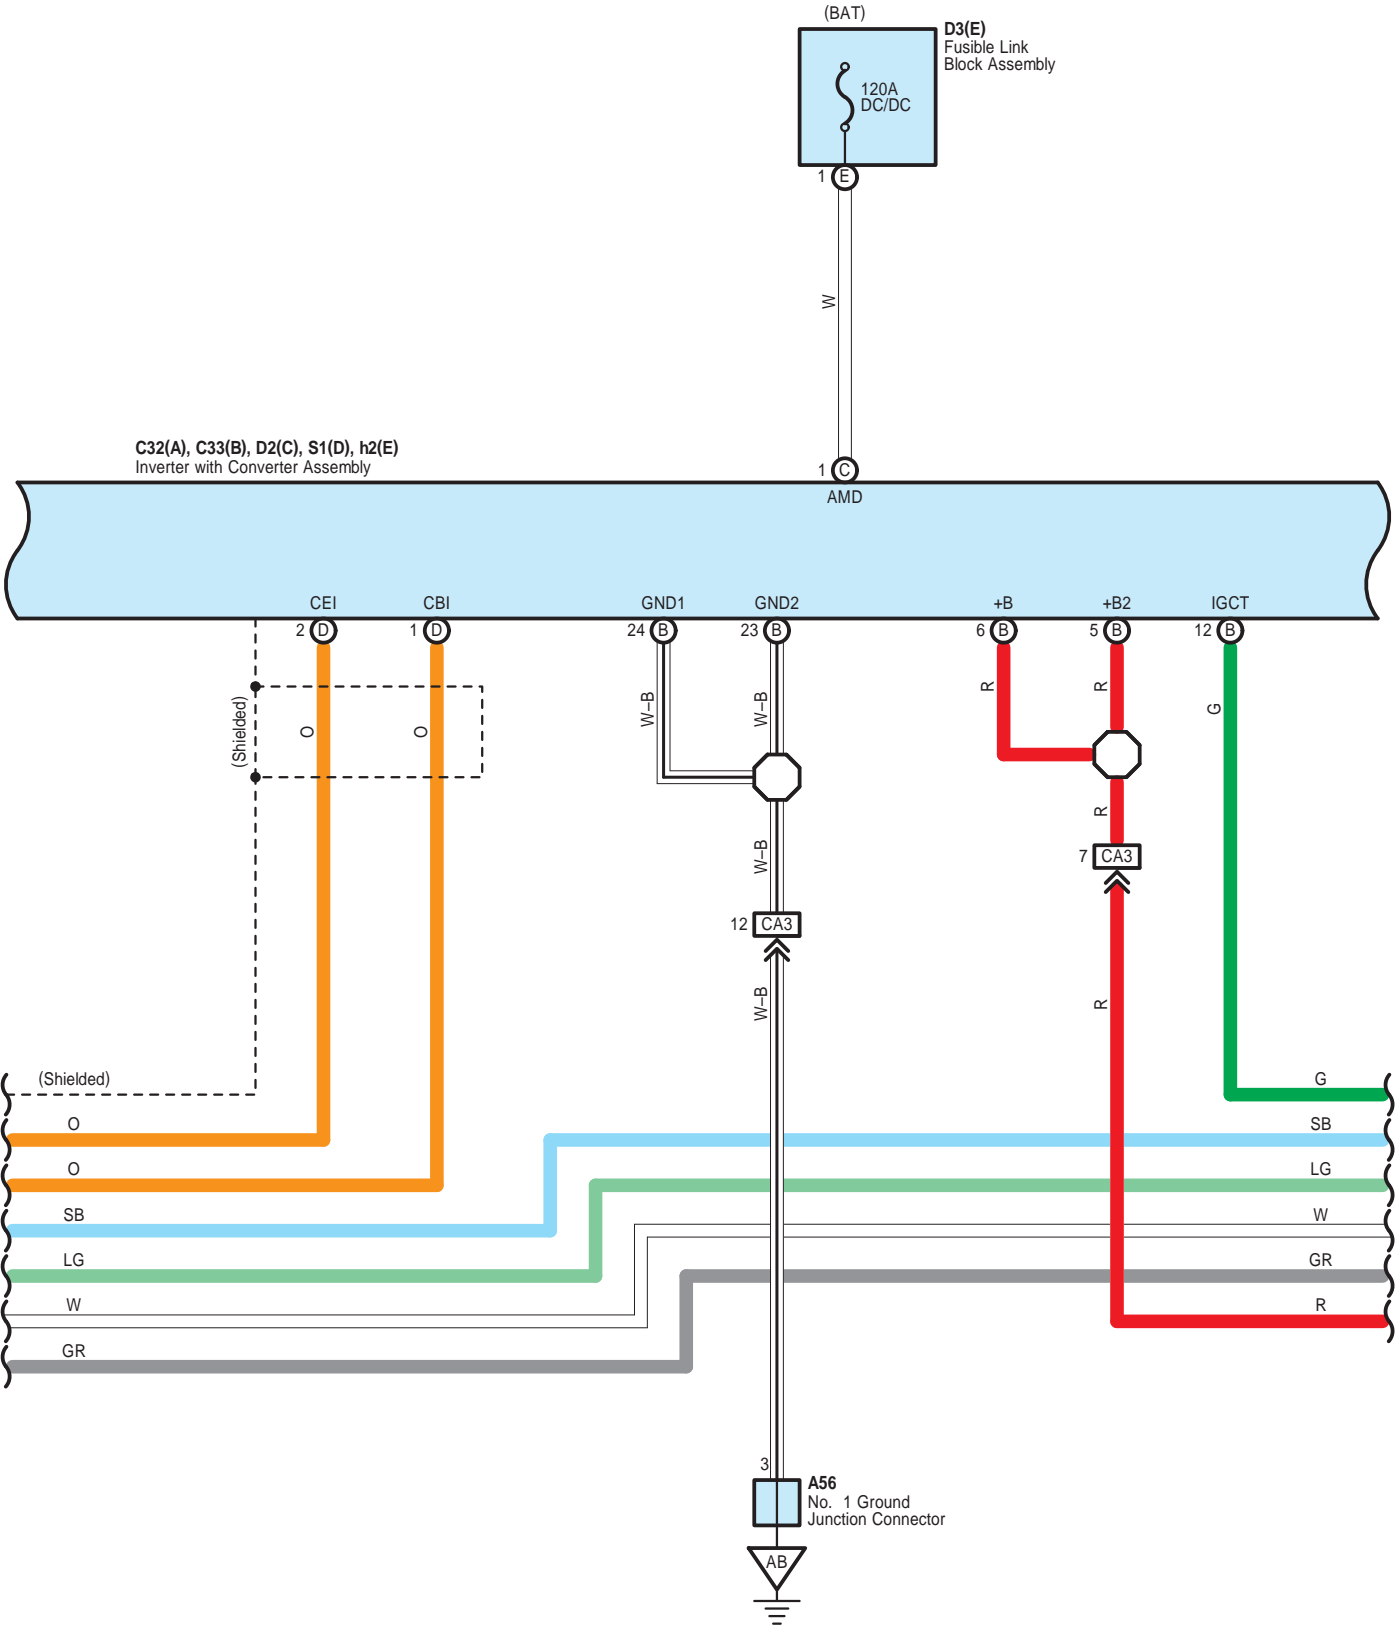 (BAT)
D3(E)
Fusible Link
Block Assembly
120A
DC/DC
1 E
W
C32(A), C33(B), D2(C), S1(D), h2(E)
Inverter with Converter Assembly
1 C
AMD
CEI CBI GND1 GND2 +B +B2 IGCT
2 D 1 D 24 B 23 B 6 B 5 B 12 B
(Shielded) O O W–B W–B R R G
W–B R
7 CA3
12 CA3
W–B R
(Shielded) G
O SB
O LG
SB W
LG GR
W R
GR
3
A56
No. 1 Ground
Junction Connector
AB